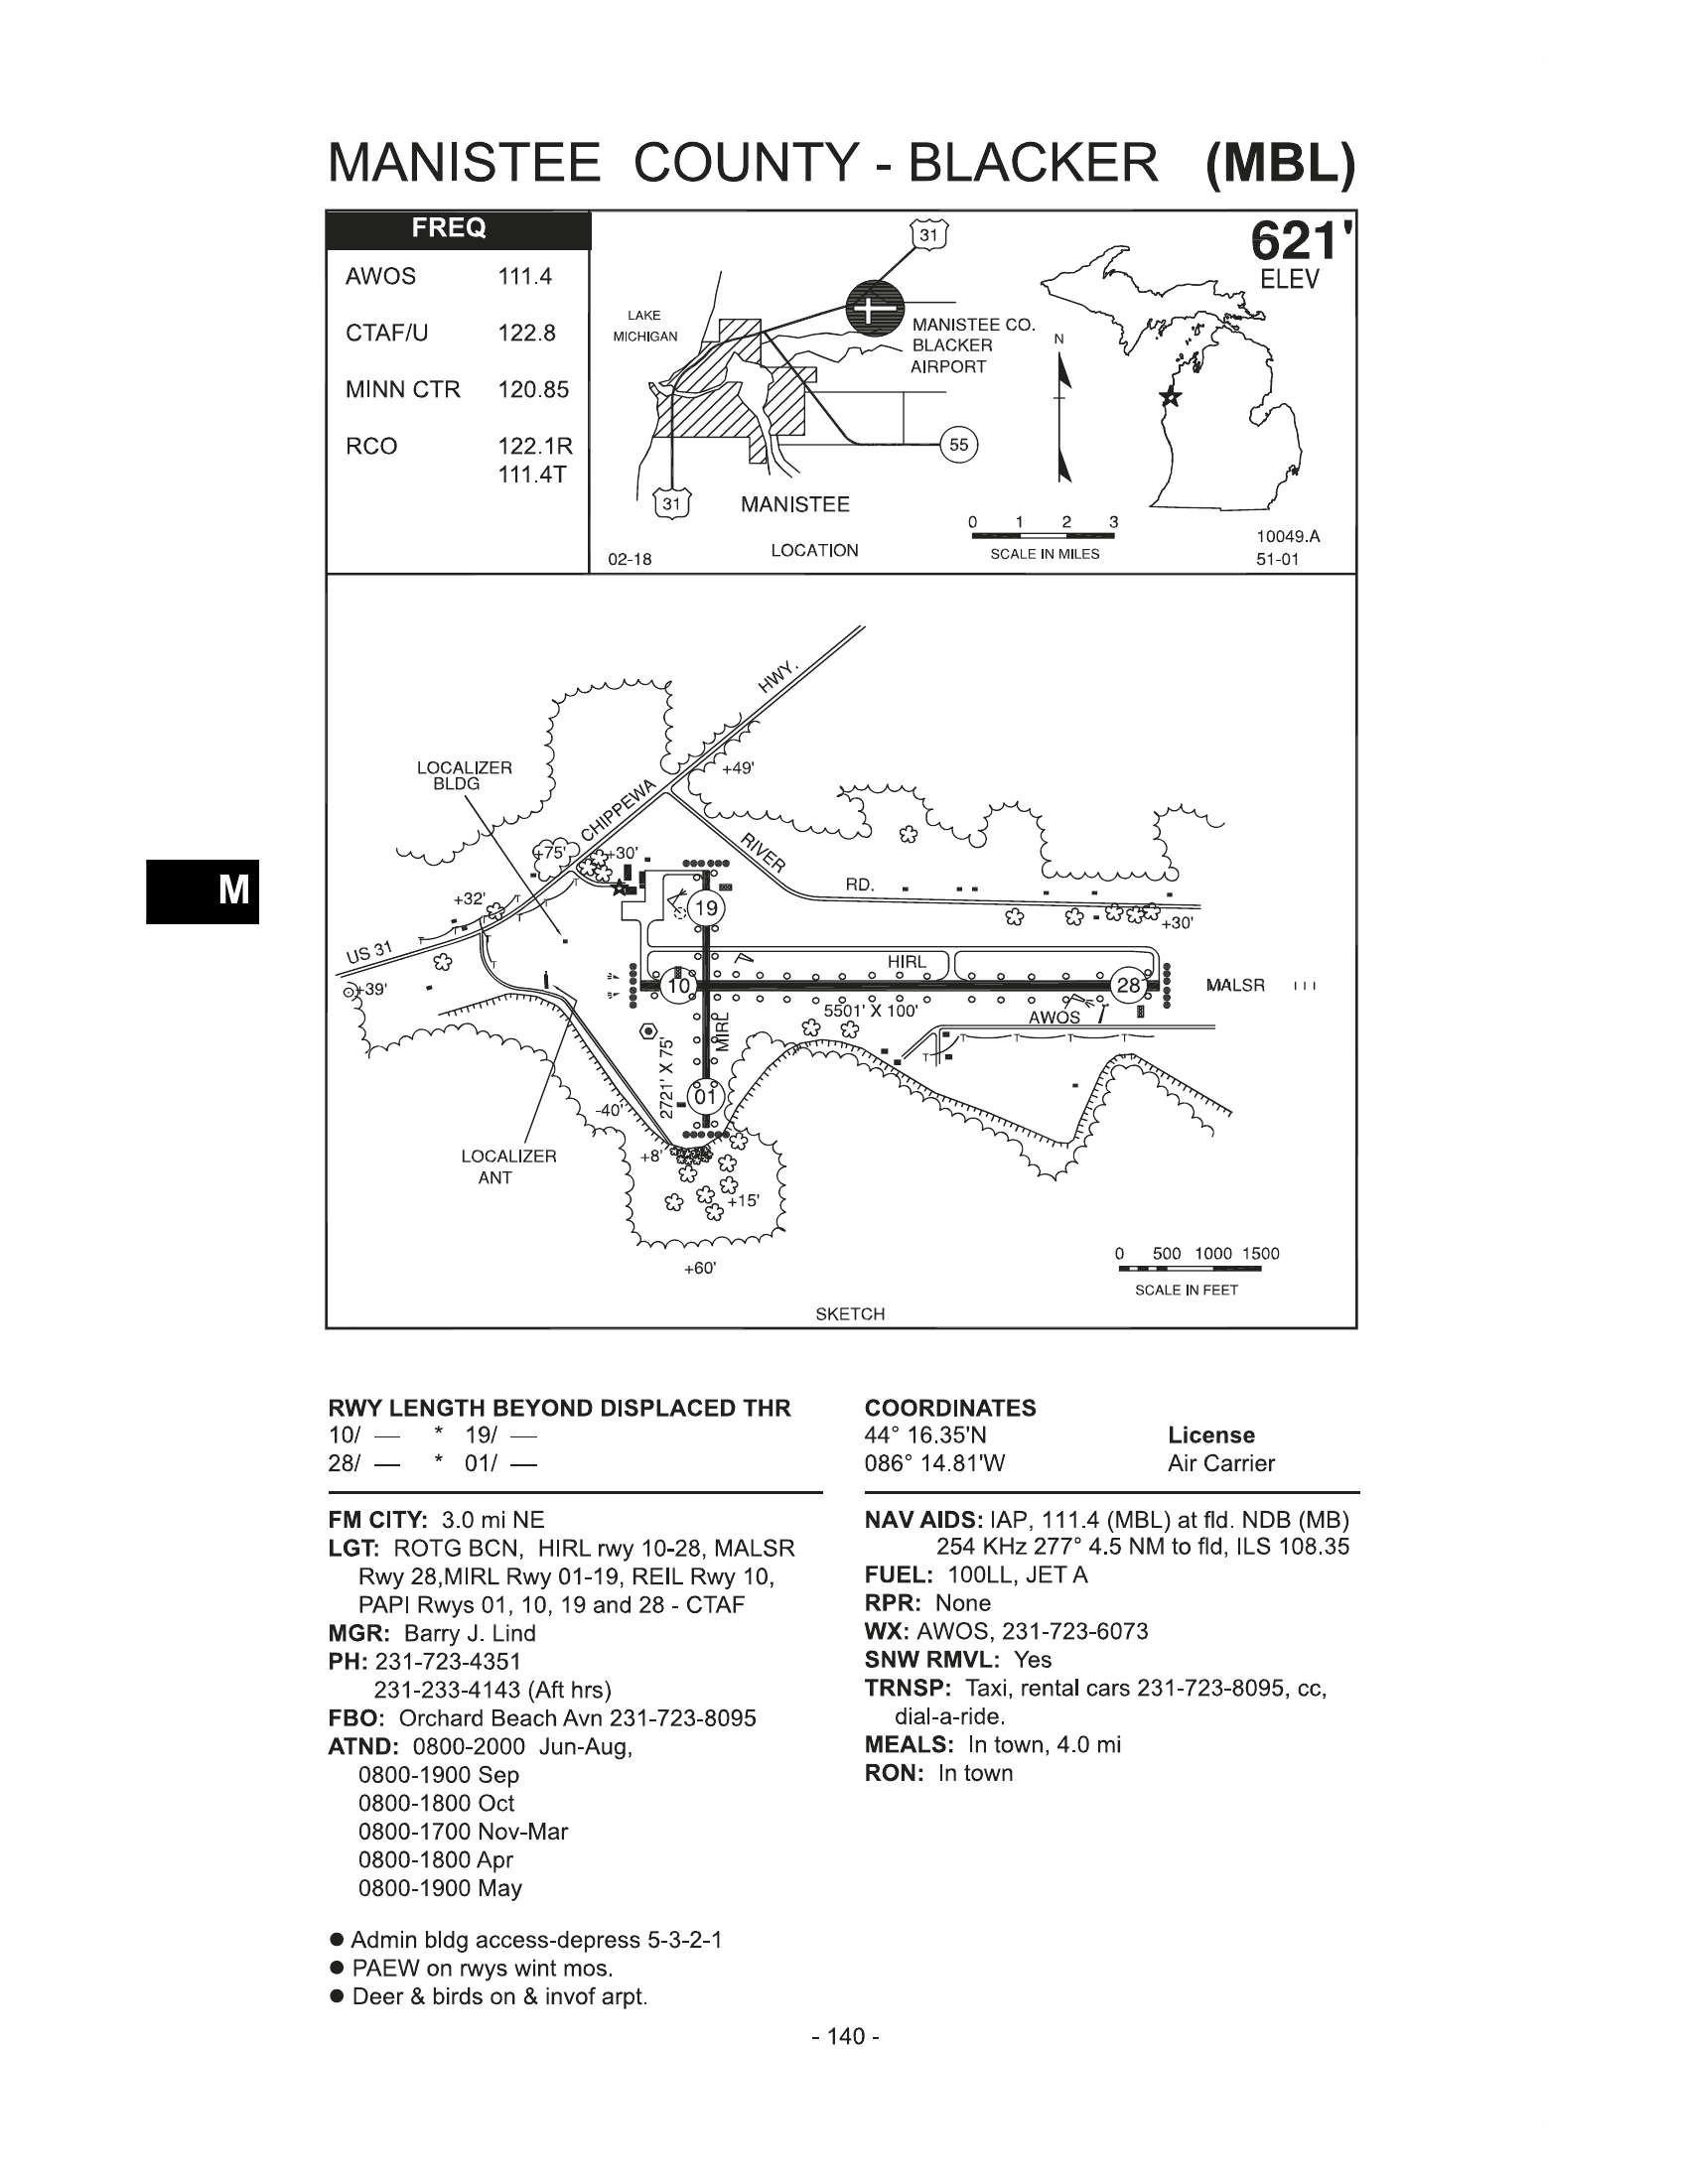 MANISTEE COUNTY - BLACKER (MBL)
FREQ
AWOS 111.4
CTAF/U 122.8
MINN CTR 120.85
RCO 122.1R
111.4T
31
LAKE
MICHIGAN
MANISTEE CO.
BLACKER
AIRPORT
55
31
MANISTEE
LOCATION
02-18
N
0 1 2 3
SCALE IN MILES
621'
ELEV
10049.A
51-01
HWY.
CHIPPEWA
+49'
LOCALIZER
BLDG
+75'
+30'
RIVER
RD.
+32'
19
+30'
US 31
HIRL
+39'
10
28
MALSR
5501' X 100'
AWOS
MIRL
2721' X 75'
01
-40'
LOCALIZER
ANT
+8'
+15'
+60'
0 500 1000 1500
SCALE IN FEET
SKETCH
M
RWY LENGTH BEYOND DISPLACED THR
10/ — * 19/ —
28/ — * 01/ —
FM CITY: 3.0 mi NE
LGT: ROTG BCN, HIRL rwy 10-28, MALSR
Rwy 28,MIRL Rwy 01-19, REIL Rwy 10,
PAPI Rwys 01, 10, 19 and 28 - CTAF
MGR: Barry J. Lind
PH: 231-723-4351
231-233-4143 (Aft hrs)
FBO: Orchard Beach Avn 231-723-8095
ATND: 0800-2000 Jun-Aug,
0800-1900 Sep
0800-1800 Oct
0800-1700 Nov-Mar
0800-1800 Apr
0800-1900 May
● Admin bldg access-depress 5-3-2-1
● PAEW on rwys wint mos.
● Deer & birds on & invof arpt.
COORDINATES
44° 16.35'N License
086° 14.81'W Air Carrier
NAV AIDS: IAP, 111.4 (MBL) at fld. NDB (MB)
254 KHz 277° 4.5 NM to fld, ILS 108.35
FUEL: 100LL, JET A
RPR: None
WX: AWOS, 231-723-6073
SNW RMVL: Yes
TRNSP: Taxi, rental cars 231-723-8095, cc,
dial-a-ride.
MEALS: In town, 4.0 mi
RON: In town
- 140 -